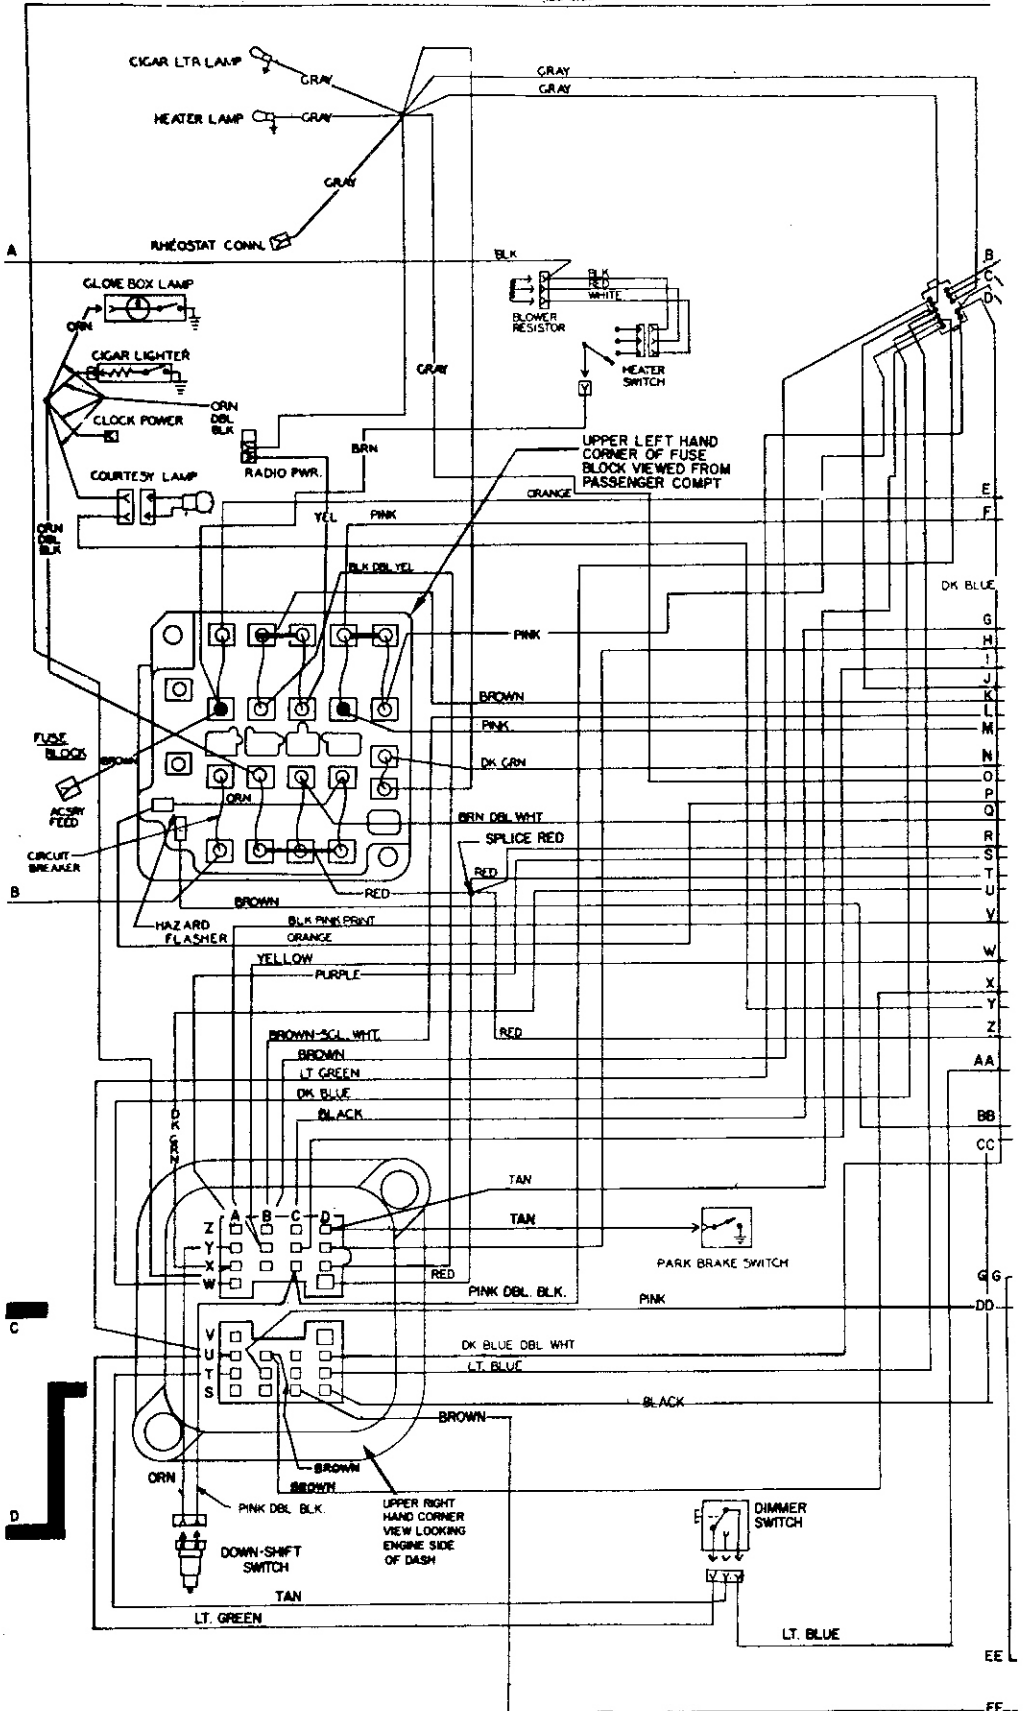 CIGAR LTR LAMP
GRAY
GRAY
GRAY
HEATER LAMP
GRAY
GRAY
RHEOSTAT CONN.
A
BLK
B
C
D
GLOVE BOX LAMP
BLK
RED
WHITE
BLOWER
RESISTOR
ORN
CIGAR LIGHTER
HEATER
SWITCH
GRAY
ORN
DBL
BLK
CLOCK POWER
BRN
UPPER LEFT HAND
CORNER OF FUSE
BLOCK VIEWED FROM
PASSENGER COMPT
RADIO PWR.
COURTESY LAMP
ORANGE
E
YEL
PINK
F
ORN
DBL
BLK
BLK DBL YEL
DK BLUE
G
PINK
H
I
J
BROWN
K
L
PINK
M
FUSE
BLOCK
BROWN
DK GRN
N
O
ORN
P
ACSRY
FEED
BRN DBL WHT
Q
SPLICE RED
R
CIRCUIT
BREAKER
S
RED
T
B
RED
U
BROWN
HAZARD
FLASHER
BLK PINK PRINT
V
ORANGE
YELLOW
W
PURPLE
X
Y
BROWN-SGL. WHT.
RED
Z
BROWN
AA
LT GREEN
DK BLUE
DK
GRN
BLACK
BB
CC
TAN
A B C D
Z
TAN
Y
X
W
RED
PARK BRAKE SWITCH
PINK DBL. BLK.
PINK
G G
DD
C
V
U
T
S
DK BLUE DBL WHT
LT. BLUE
BLACK
BROWN
BROWN
BROWN
ORN
PINK DBL BLK.
UPPER RIGHT
HAND CORNER
VIEW LOOKING
ENGINE SIDE
OF DASH
D
DIMMER
SWITCH
DOWN-SHIFT
SWITCH
TAN
LT. GREEN
LT. BLUE
EE
FF